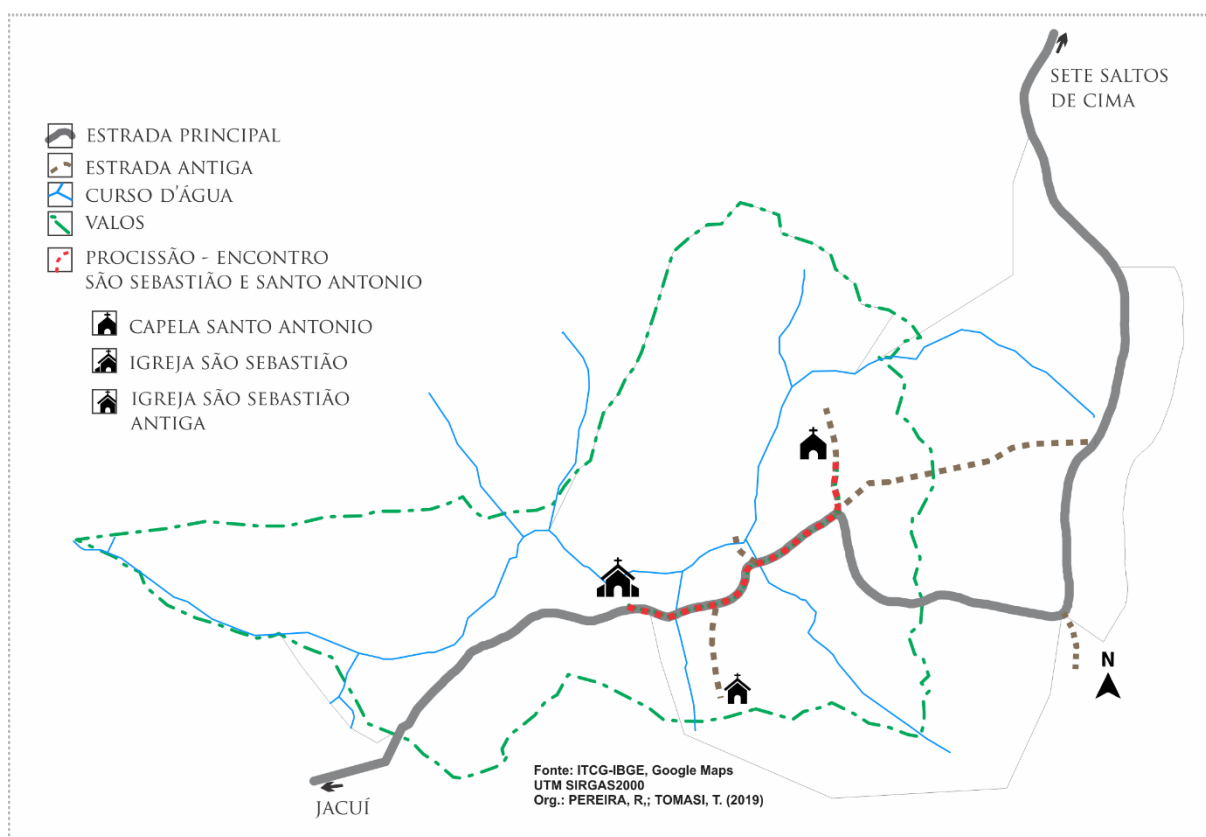 SETE SALTOS
DE CIMA
ESTRADA PRINCIPAL
ESTRADA ANTIGA
CURSO D'ÁGUA
VALOS
PROCISSÃO - ENCONTRO
SÃO SEBASTIÃO E SANTO ANTONIO
CAPELA SANTO ANTONIO
IGREJA SÃO SEBASTIÃO
IGREJA SÃO SEBASTIÃO
ANTIGA
N
JACUÍ
Fonte: ITCG-IBGE, Google Maps
UTM SIRGAS2000
Org.: PEREIRA, R,; TOMASI, T. (2019)